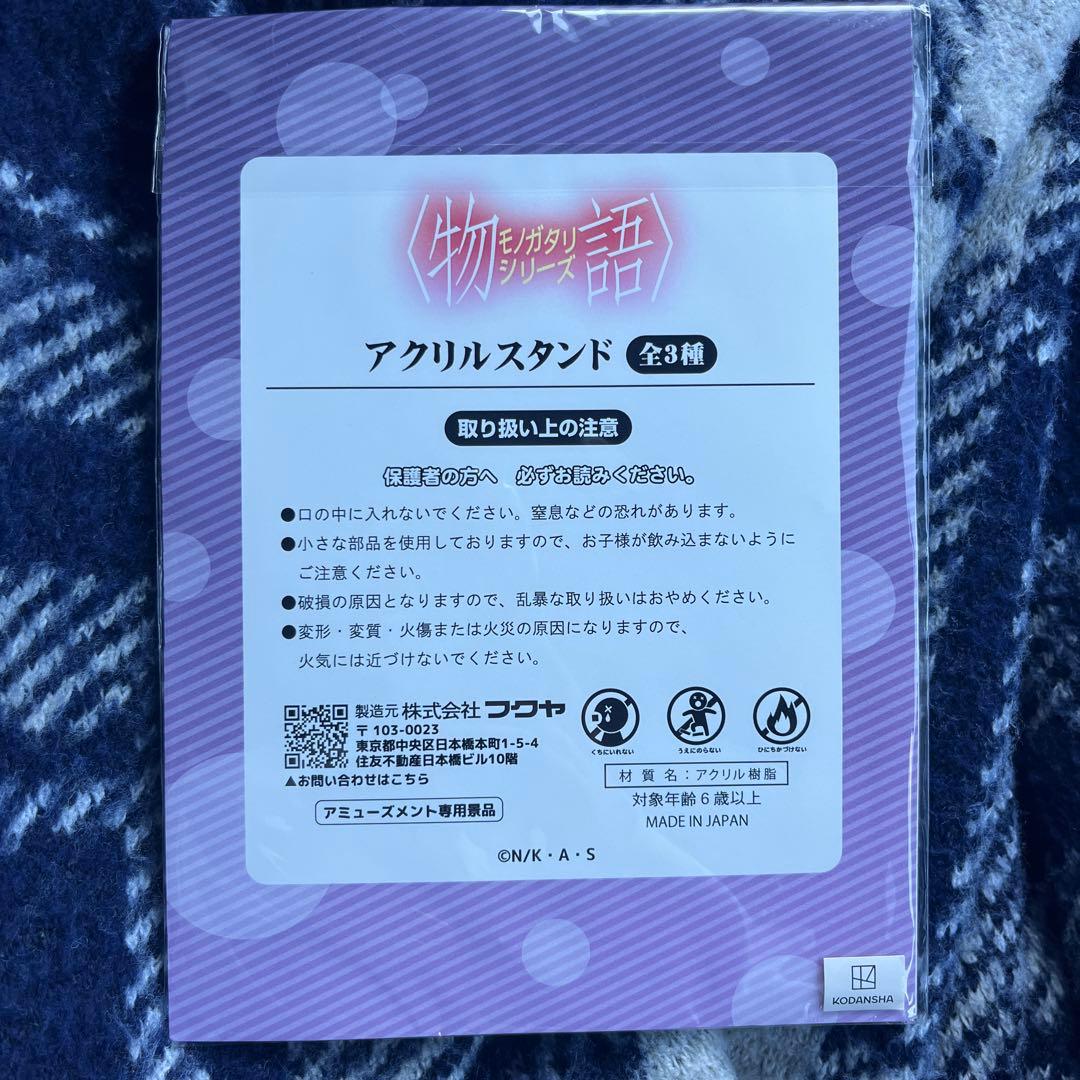 〈物語〉
モノガタリ
シリーズ
アクリルスタンド 全3種
取り扱い上の注意
保護者の方へ 必ずお読みください。
●口の中に入れないでください。窒息などの恐れがあります。
●小さな部品を使用しておりますので、お子様が飲み込まないように
ご注意ください。
●破損の原因となりますので、乱暴な取り扱いはおやめください。
●変形・変質・火傷または火災の原因になりますので、
火気には近づけないでください。
製造元 株式会社フクヤ
〒103-0023
東京都中央区日本橋本町1-5-4
住友不動産日本橋ビル10階
▲お問い合わせはこちら
アミューズメント専用景品
くちにいれない
うえにのらない
ひにちかづけない
材質名：アクリル樹脂
対象年齢6歳以上
MADE IN JAPAN
©N/K・A・S
KODANSHA